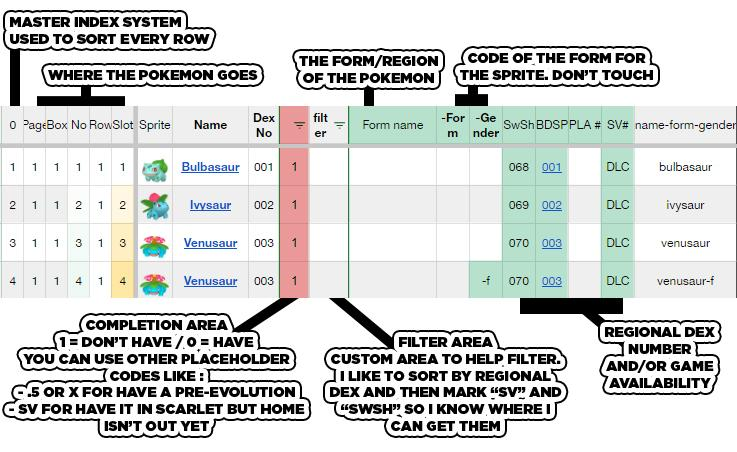 MASTER INDEX SYSTEM
USED TO SORT EVERY ROW
WHERE THE POKEMON GOES
THE FORM/REGION
OF THE POKEMON
CODE OF THE FORM FOR
THE SPRITE. DON'T TOUCH
0 Page Box No Row Slot Sprite Name Dex No filt er Form name -For m -Ge nder SwSh BDSP PLA # SV# name-form-gender
1 1 1 1 1 1 Bulbasaur 001 1 068 001 DLC bulbasaur
2 1 1 2 1 2 Ivysaur 002 1 069 002 DLC ivysaur
3 1 1 3 1 3 Venusaur 003 1 070 003 DLC venusaur
4 1 1 4 1 4 Venusaur 003 1 -f 070 003 DLC venusaur-f
COMPLETION AREA
1 = DON'T HAVE / 0 = HAVE
YOU CAN USE OTHER PLACEHOLDER
CODES LIKE :
- .5 OR X FOR HAVE A PRE-EVOLUTION
- SV FOR HAVE IT IN SCARLET BUT HOME
ISN'T OUT YET
FILTER AREA
CUSTOM AREA TO HELP FILTER.
I LIKE TO SORT BY REGIONAL
DEX AND THEN MARK "SV" AND
"SWSH" SO I KNOW WHERE I
CAN GET THEM
REGIONAL DEX
NUMBER
AND/OR GAME
AVAILABILITY